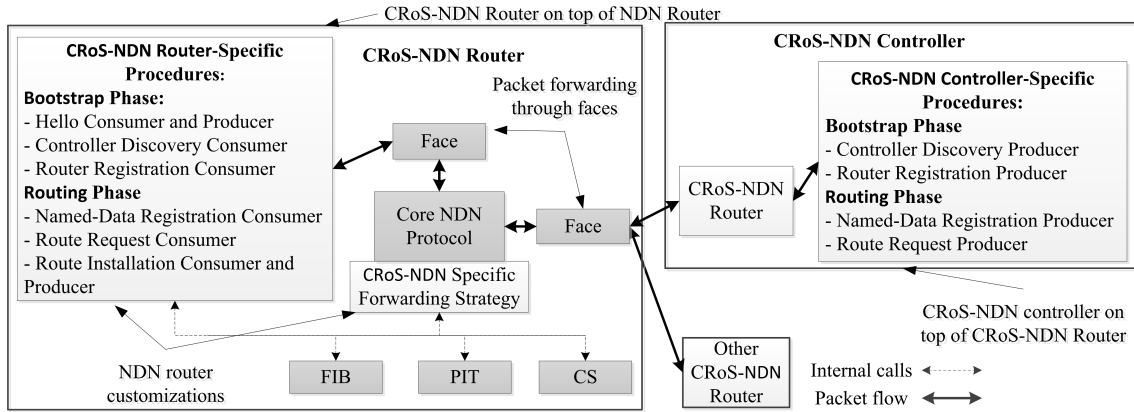 CRoS-NDN Router on top of NDN Router
CRoS-NDN Router-Specific
Procedures:
Bootstrap Phase:
- Hello Consumer and Producer
- Controller Discovery Consumer
- Router Registration Consumer
Routing Phase
- Named-Data Registration Consumer
- Route Request Consumer
- Route Installation Consumer and
Producer
CRoS-NDN Router
Packet forwarding
through faces
Face
Core NDN
Protocol
Face
CRoS-NDN Specific
Forwarding Strategy
NDN router
customizations
FIB
PIT
CS
CRoS-NDN Controller
CRoS-NDN
Router
CRoS-NDN Controller-Specific
Procedures:
Bootstrap Phase
- Controller Discovery Producer
- Router Registration Producer
Routing Phase
- Named-Data Registration Producer
- Route Request Producer
CRoS-NDN controller on
top of CRoS-NDN Router
Other
CRoS-NDN
Router
Internal calls
Packet flow